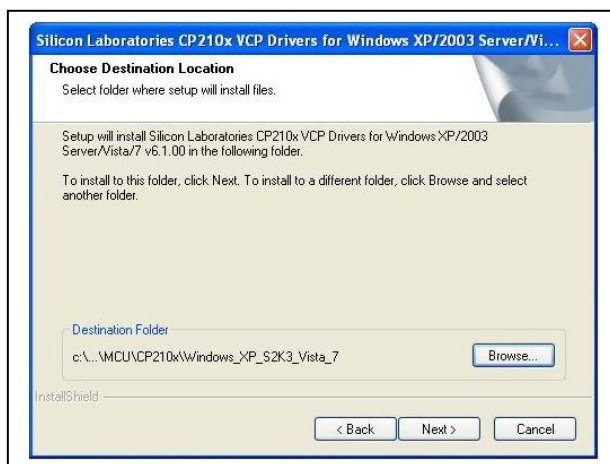 Silicon Laboratories CP210x VCP Drivers for Windows XP/2003 Server/Vi...
Choose Destination Location
Select folder where setup will install files.
Setup will install Silicon Laboratories CP210x VCP Drivers for Windows XP/2003
Server/Vista/7 v6.1.00 in the following folder.
To install to this folder, click Next. To install to a different folder, click Browse and select
another folder.
Destination Folder
c:\...\MCU\CP210x\Windows_XP_S2K3_Vista_7
Browse...
InstallShield
< Back
Next >
Cancel